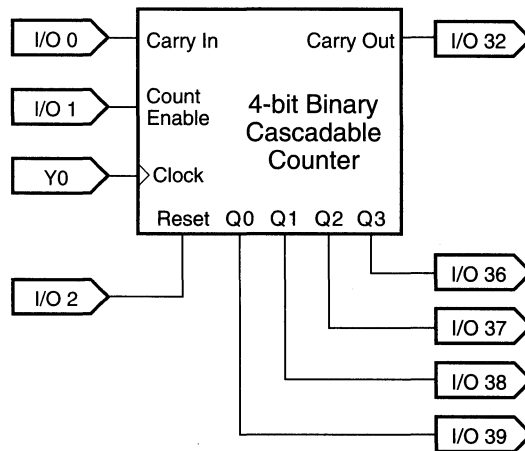 I/O 0
Carry In
Carry Out
I/O 32
I/O 1
Count
Enable
4-bit Binary
Cascadable
Counter
Y0
Clock
Reset
Q0
Q1
Q2
Q3
I/O 2
I/O 36
I/O 37
I/O 38
I/O 39